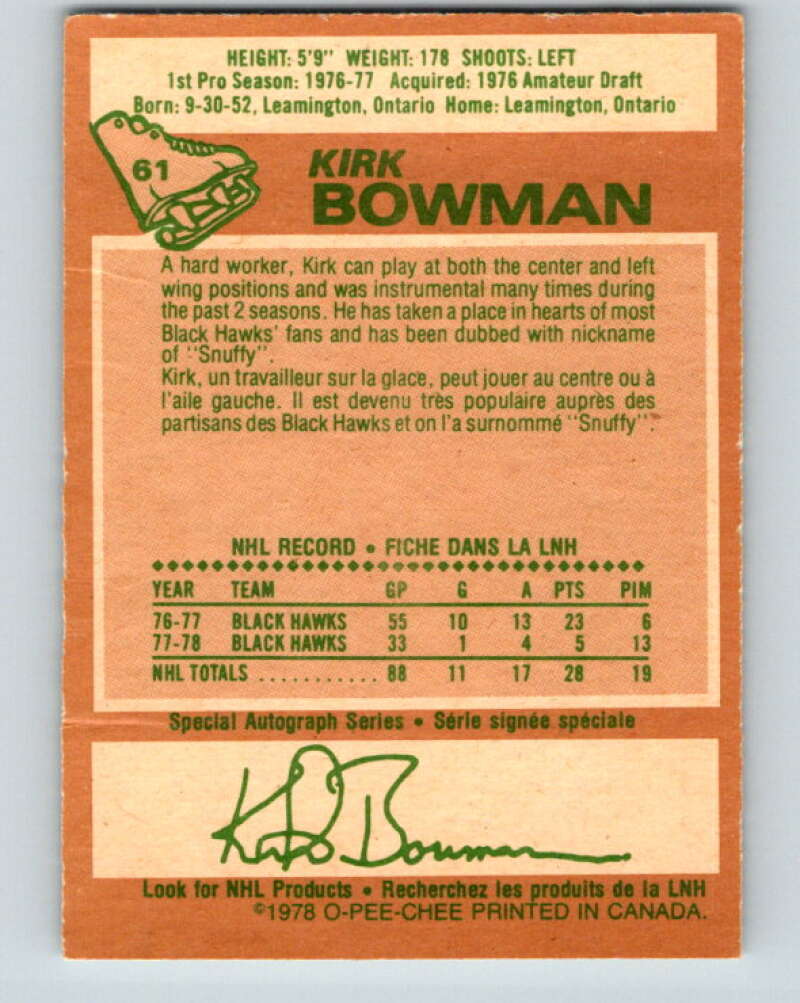 HEIGHT: 5'9" WEIGHT: 178 SHOOTS: LEFT
1st Pro Season: 1976-77 Acquired: 1976 Amateur Draft
Born: 9-30-52, Leamington, Ontario Home: Leamington, Ontario
61
KIRK
BOWMAN
A hard worker, Kirk can play at both the center and left
wing positions and was instrumental many times during
the past 2 seasons. He has taken a place in hearts of most
Black Hawks' fans and has been dubbed with nickname
of "Snuffy".
Kirk, un travailleur sur la glace, peut jouer au centre ou à
l'aile gauche. Il est devenu très populaire auprès des
partisans des Black Hawks et on l'a surnommé "Snuffy".
NHL RECORD • FICHE DANS LA LNH
YEAR TEAM GP G A PTS PIM
76-77 BLACK HAWKS 55 10 13 23 6
77-78 BLACK HAWKS 33 1 4 5 13
NHL TOTALS ........... 88 11 17 28 19
Special Autograph Series • Série signée spéciale
Kirk Bowman
Look for NHL Products • Recherchez les produits de la LNH
©1978 O-PEE-CHEE PRINTED IN CANADA.